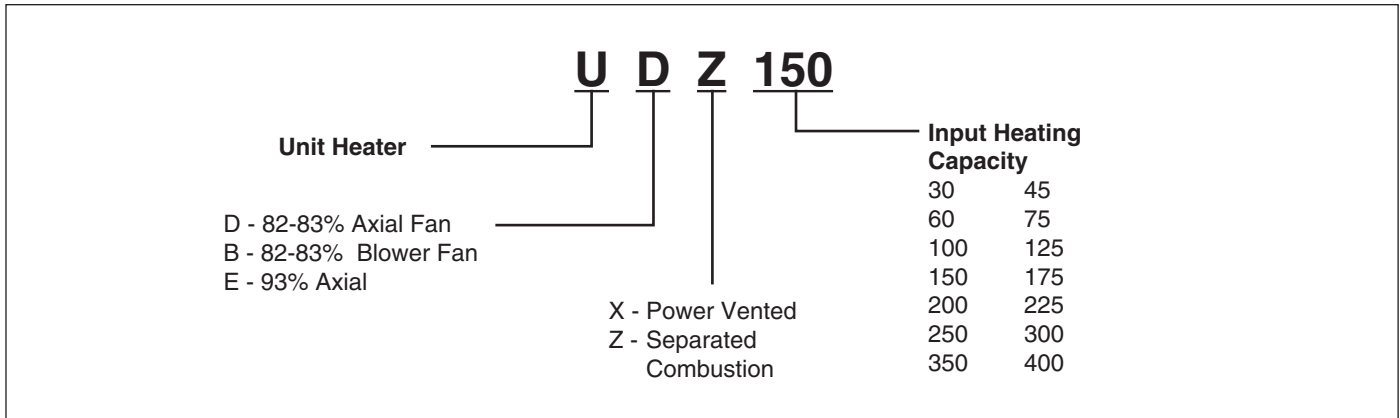 U D Z 150
Unit Heater
D - 82-83% Axial Fan
B - 82-83% Blower Fan
E - 93% Axial
X - Power Vented
Z - Separated
Combustion
Input Heating
Capacity
30 45
60 75
100 125
150 175
200 225
250 300
350 400